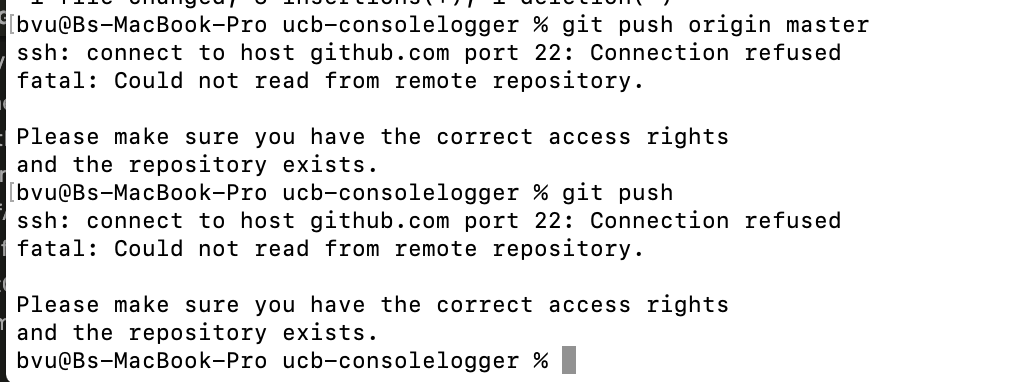 [bvu@Bs-MacBook-Pro ucb-consolelogger % git push origin master
ssh: connect to host github.com port 22: Connection refused
fatal: Could not read from remote repository.
Please make sure you have the correct access rights
and the repository exists.
[bvu@Bs-MacBook-Pro ucb-consolelogger % git push
ssh: connect to host github.com port 22: Connection refused
fatal: Could not read from remote repository.
Please make sure you have the correct access rights
and the repository exists.
bvu@Bs-MacBook-Pro ucb-consolelogger %